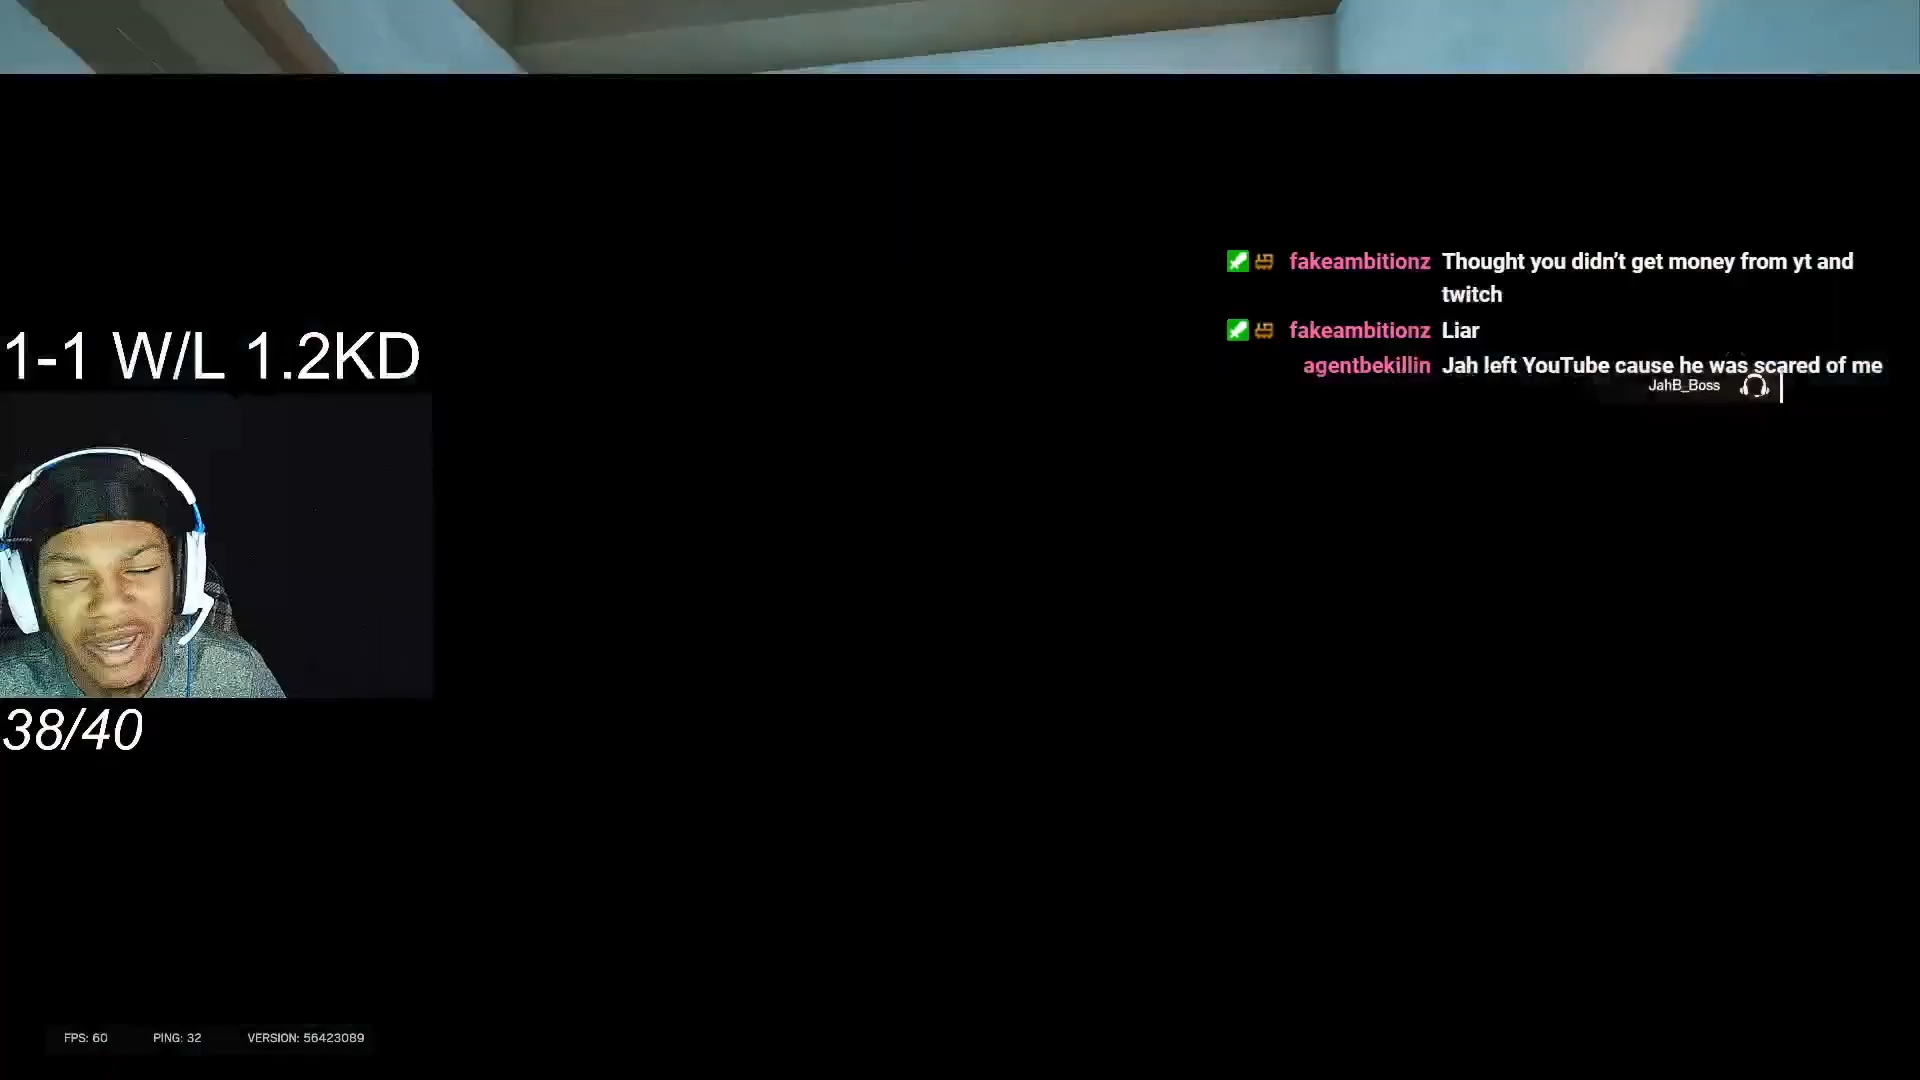 fakeambitionz Thought you didn’t get money from yt and
twitch
fakeambitionz Liar
agentbekillin Jah left YouTube cause he was scared of me
JahB_Boss
1-1 W/L 1.2KD
38/40
FPS: 60 PING: 32 VERSION: 56423089